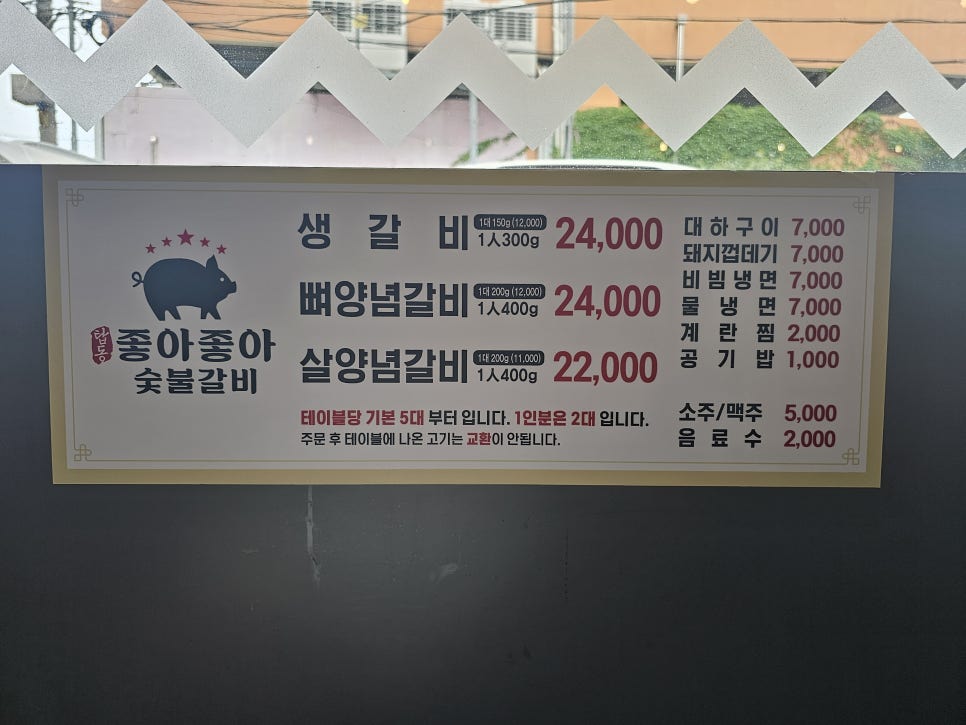 탑동
좋아좋아
숯불갈비
생갈비 1대 150g (12,000) 1人300g 24,000
뼈양념갈비 1대 200g (12,000) 1人400g 24,000
살양념갈비 1대 200g (11,000) 1人400g 22,000
테이블당 기본 5대 부터 입니다. 1인분은 2대 입니다.
주문 후 테이블에 나온 고기는 교환이 안됩니다.
대하구이 7,000
돼지껍데기 7,000
비빔냉면 7,000
물냉면 7,000
계란찜 2,000
공기밥 1,000
소주/맥주 5,000
음료수 2,000